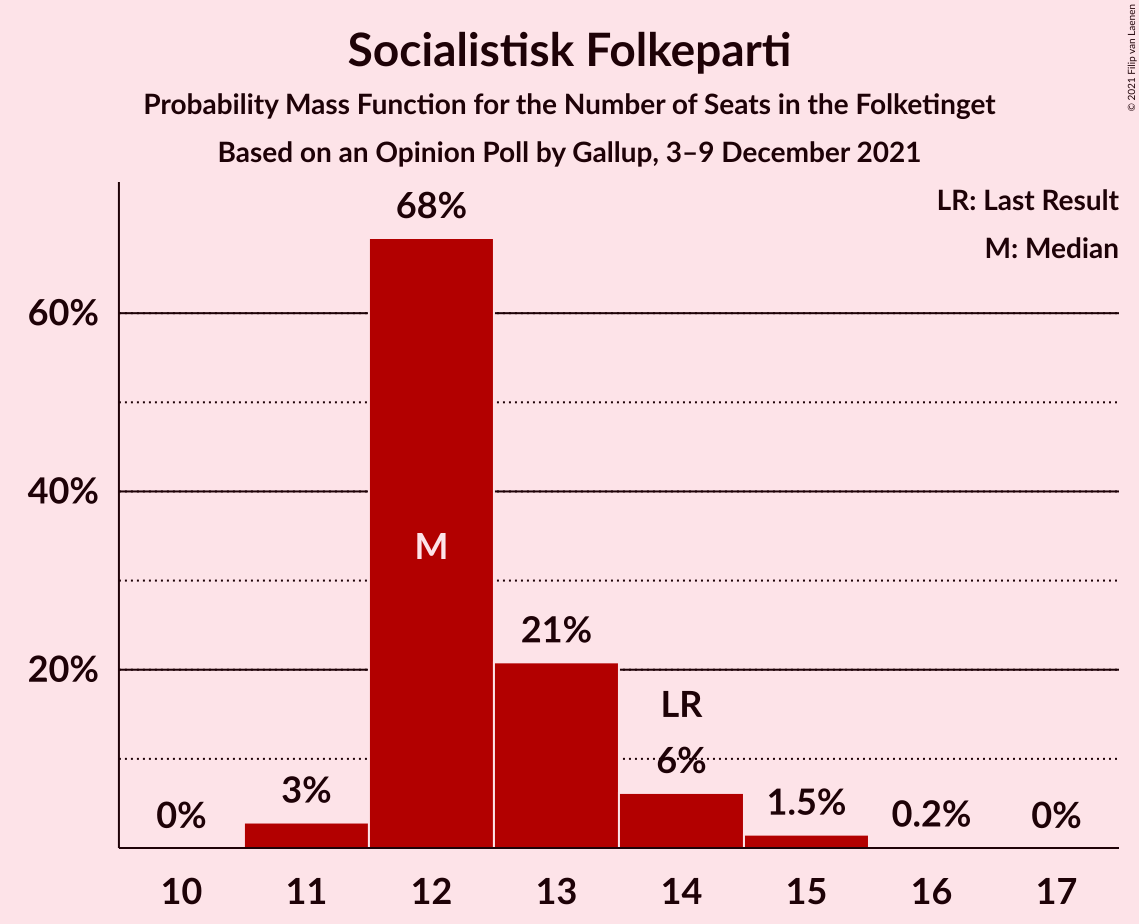 Socialistisk Folkeparti
Probability Mass Function for the Number of Seats in the Folketinget
Based on an Opinion Poll by Gallup, 3–9 December 2021
© 2021 Filip van Laenen
LR: Last Result
M: Median
68%
60%
40%
M
21%
20%
LR
6%
3%
1.5%
0%
0.2%
0%
10 11 12 13 14 15 16 17